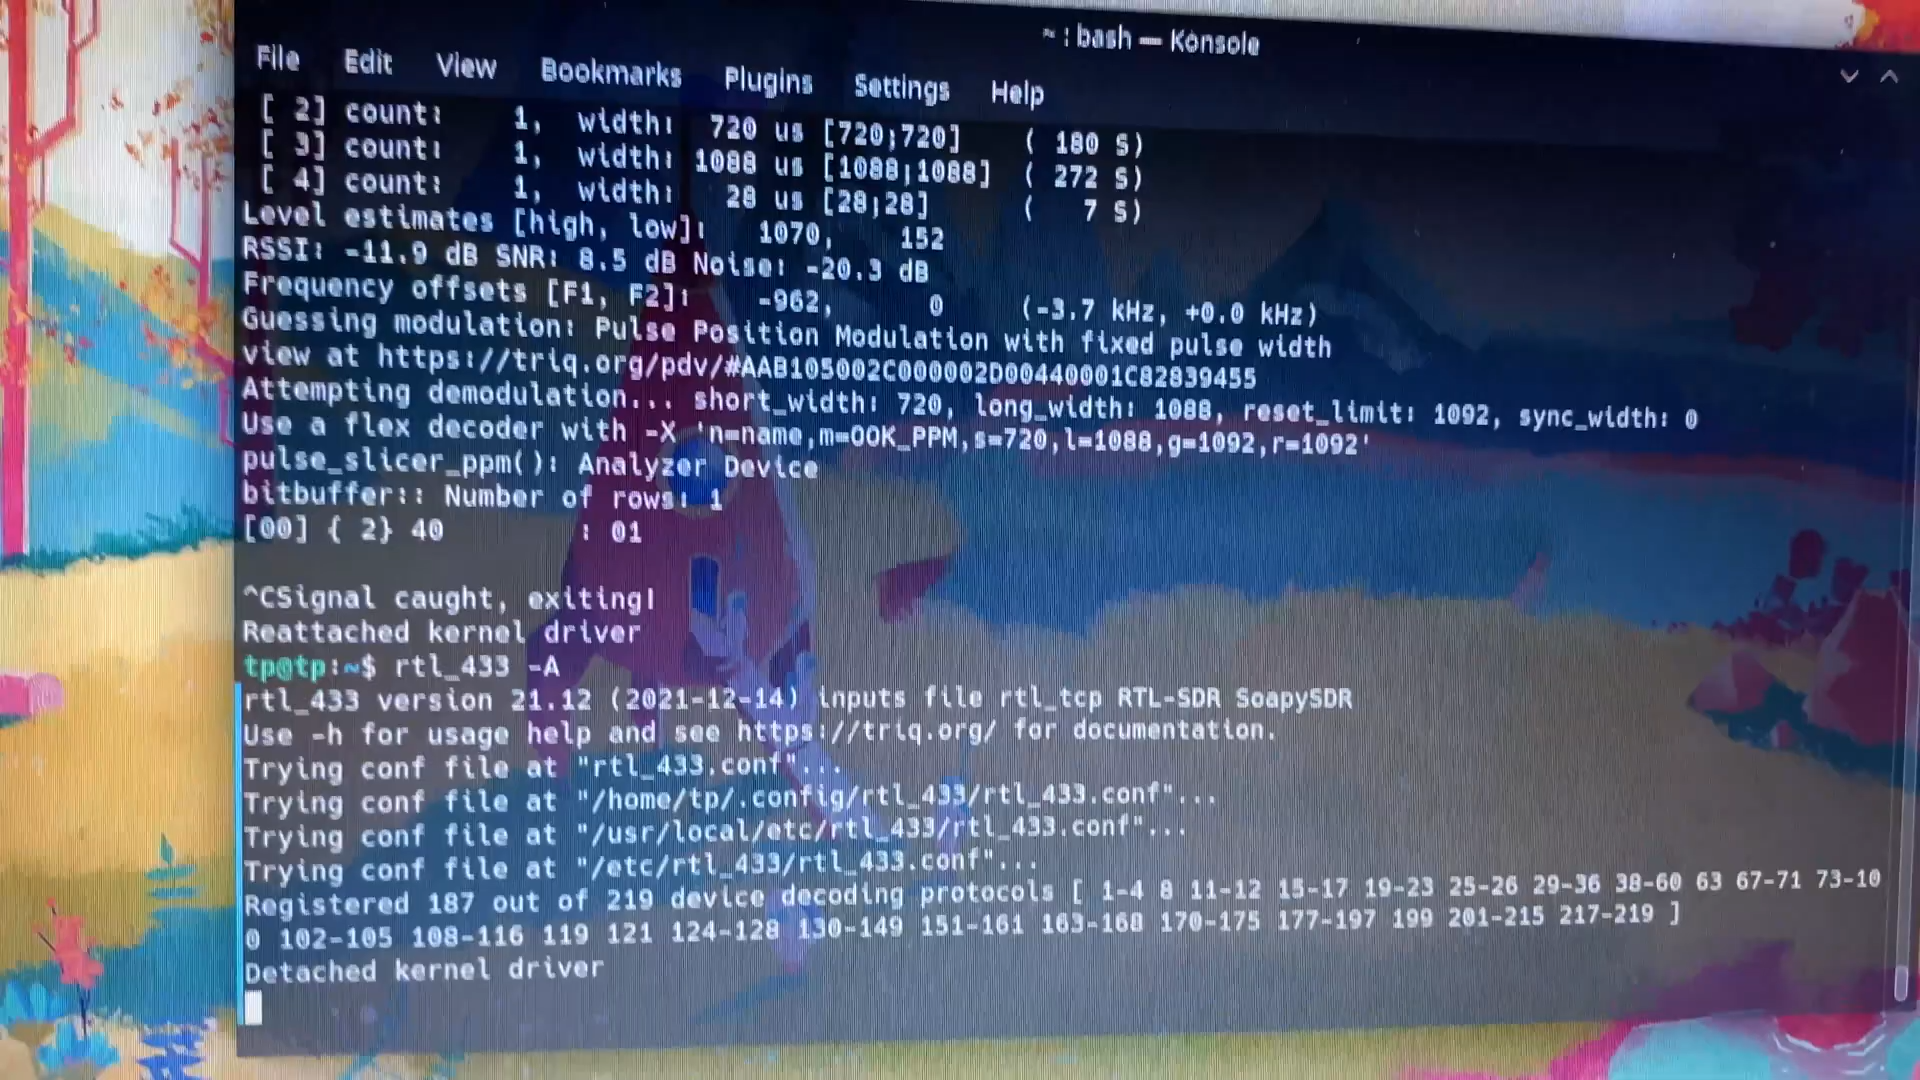 ~ : bash — Konsole
File Edit View Bookmarks Plugins Settings Help
[ 2] count: 1, width: 720 us [720;720] ( 180 S)
[ 3] count: 1, width: 1088 us [1088;1088] ( 272 S)
[ 4] count: 1, width: 28 us [28;28] ( 7 S)
Level estimates [high, low]: 1070, 152
RSSI: -11.9 dB SNR: 8.5 dB Noise: -20.3 dB
Frequency offsets [F1, F2]: -962, 0 (-3.7 kHz, +0.0 kHz)
Guessing modulation: Pulse Position Modulation with fixed pulse width
view at https://triq.org/pdv/#AAB105002C000002D00440001C82839455
Attempting demodulation... short_width: 720, long_width: 1088, reset_limit: 1092, sync_width: 0
Use a flex decoder with -X 'n=name,m=OOK_PPM,s=720,l=1088,g=1092,r=1092'
pulse_slicer_ppm(): Analyzer Device
bitbuffer:: Number of rows: 1
[00] { 2} 40 : 01
^CSignal caught, exiting!
Reattached kernel driver
tp@tp:~$ rtl_433 -A
rtl_433 version 21.12 (2021-12-14) inputs file rtl_tcp RTL-SDR SoapySDR
Use -h for usage help and see https://triq.org/ for documentation.
Trying conf file at "rtl_433.conf"...
Trying conf file at "/home/tp/.config/rtl_433/rtl_433.conf"...
Trying conf file at "/usr/local/etc/rtl_433/rtl_433.conf"...
Trying conf file at "/etc/rtl_433/rtl_433.conf"...
Registered 187 out of 219 device decoding protocols [ 1-4 8 11-12 15-17 19-23 25-26 29-36 38-60 63 67-71 73-10
0 102-105 108-116 119 121 124-128 130-149 151-161 163-168 170-175 177-197 199 201-215 217-219 ]
Detached kernel driver